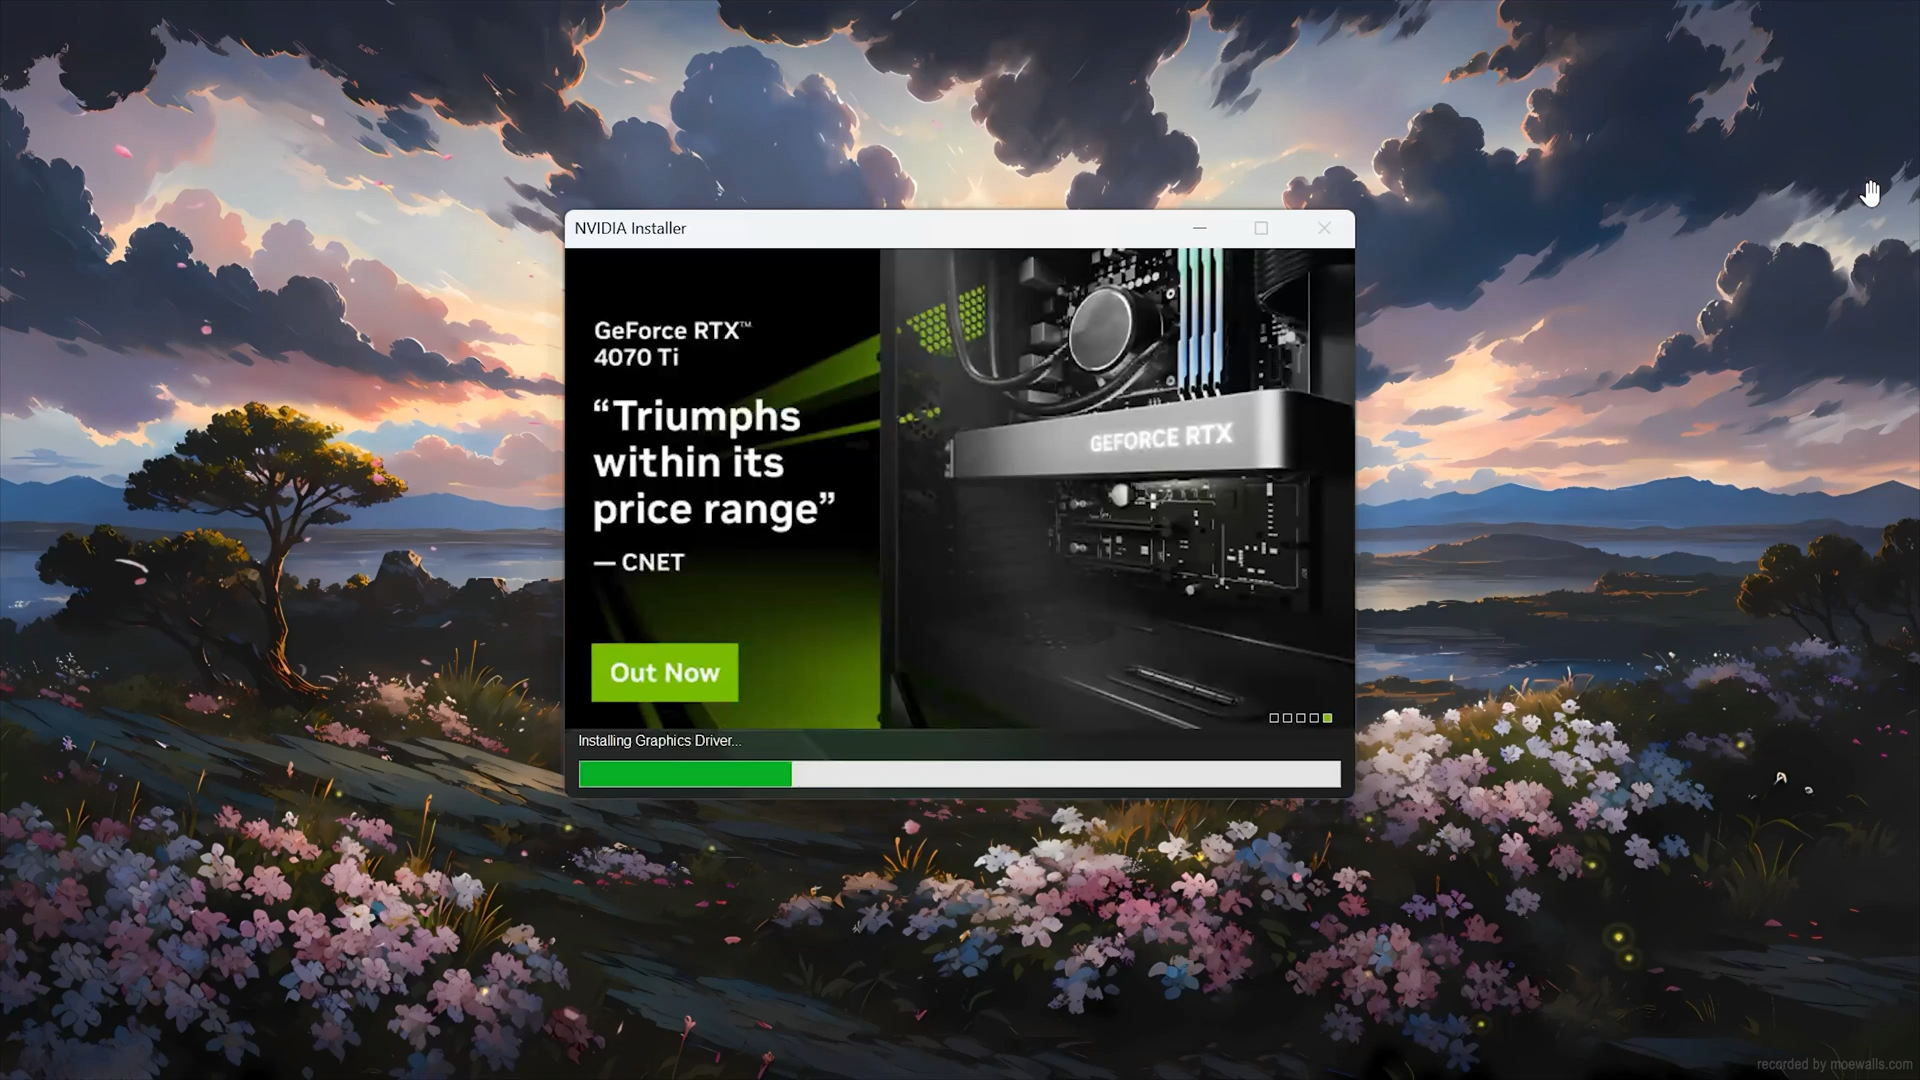 NVIDIA Installer
GeForce RTX™
4070 Ti
“Triumphs
within its
price range”
— CNET
Out Now
GEFORCE RTX
Installing Graphics Driver...
recorded by moewalls.com